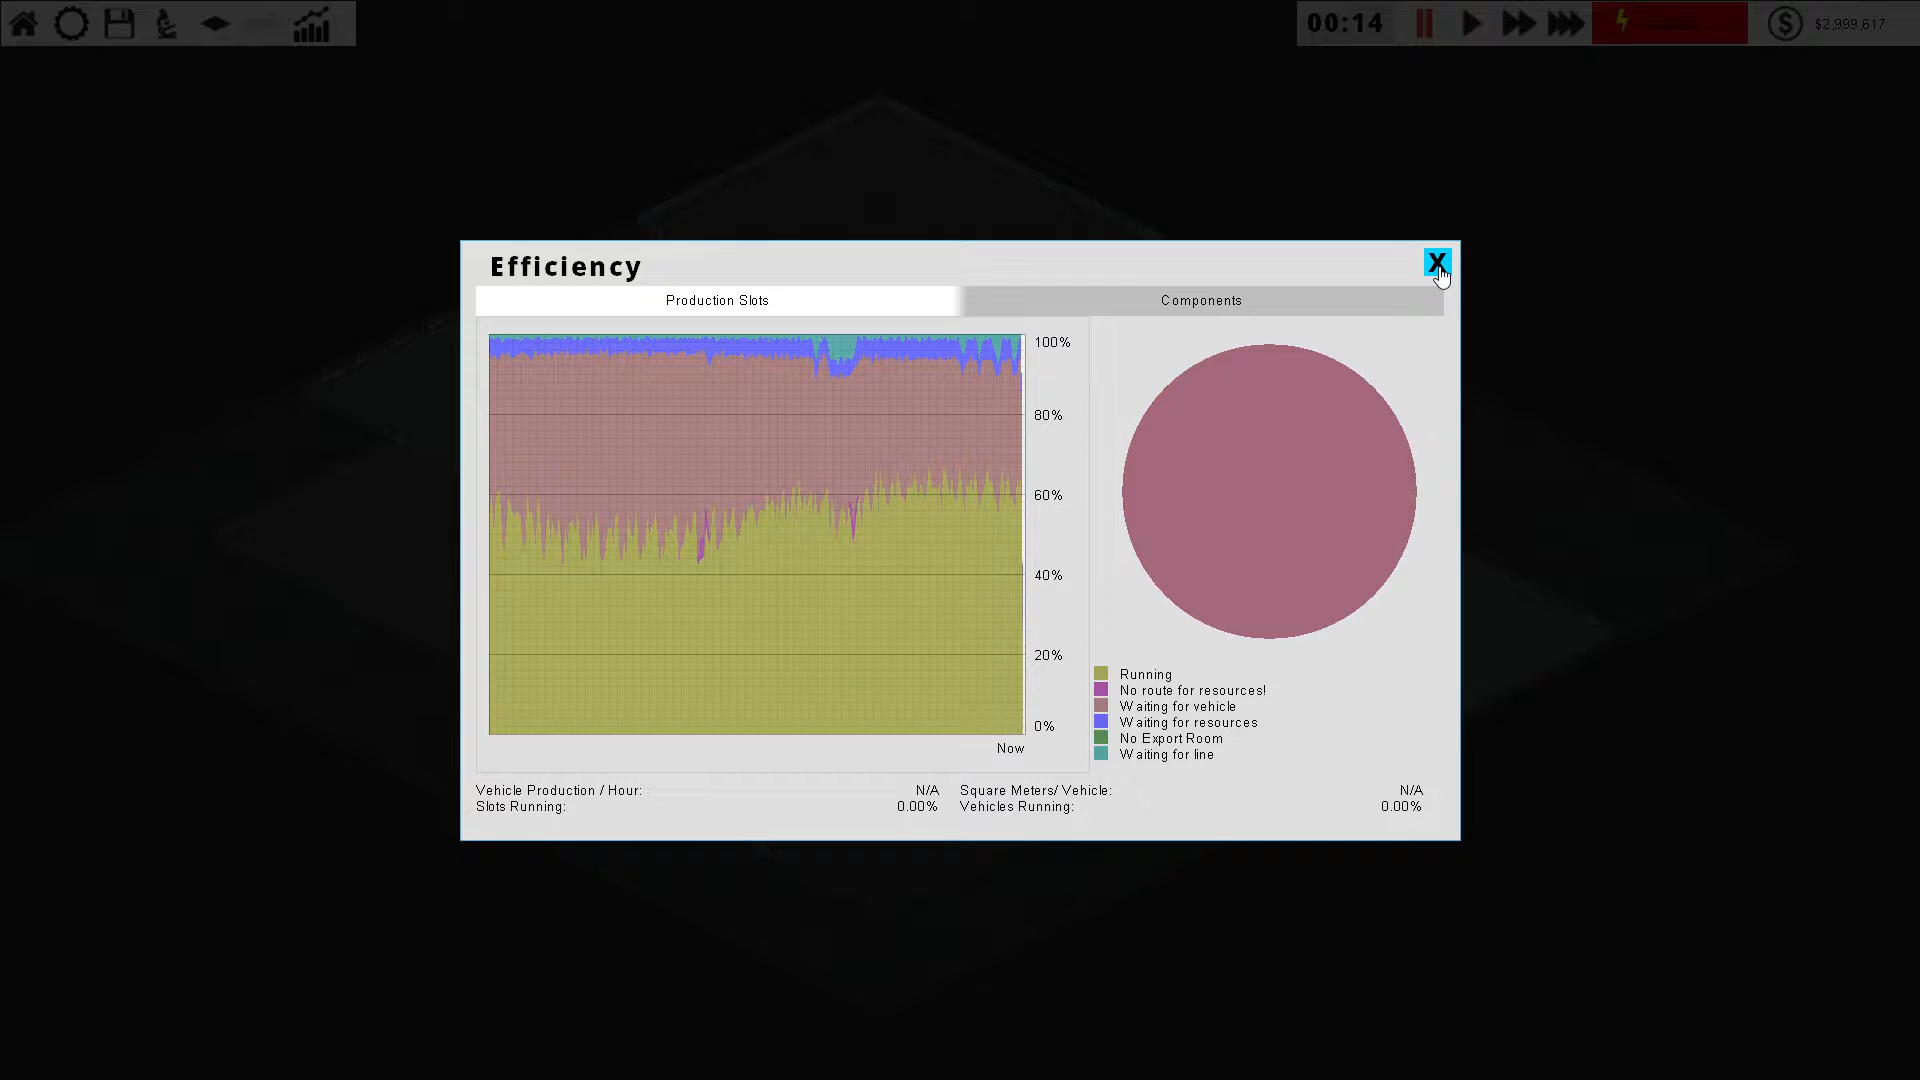 00:14
$2,999,617
Efficiency
X
Production Slots
Components
100%
80%
60%
40%
20%
0%
Now
Running
No route for resources!
Waiting for vehicle
Waiting for resources
No Export Room
Waiting for line
Vehicle Production / Hour: N/A
Square Meters/ Vehicle: N/A
Slots Running: 0.00%
Vehicles Running: 0.00%